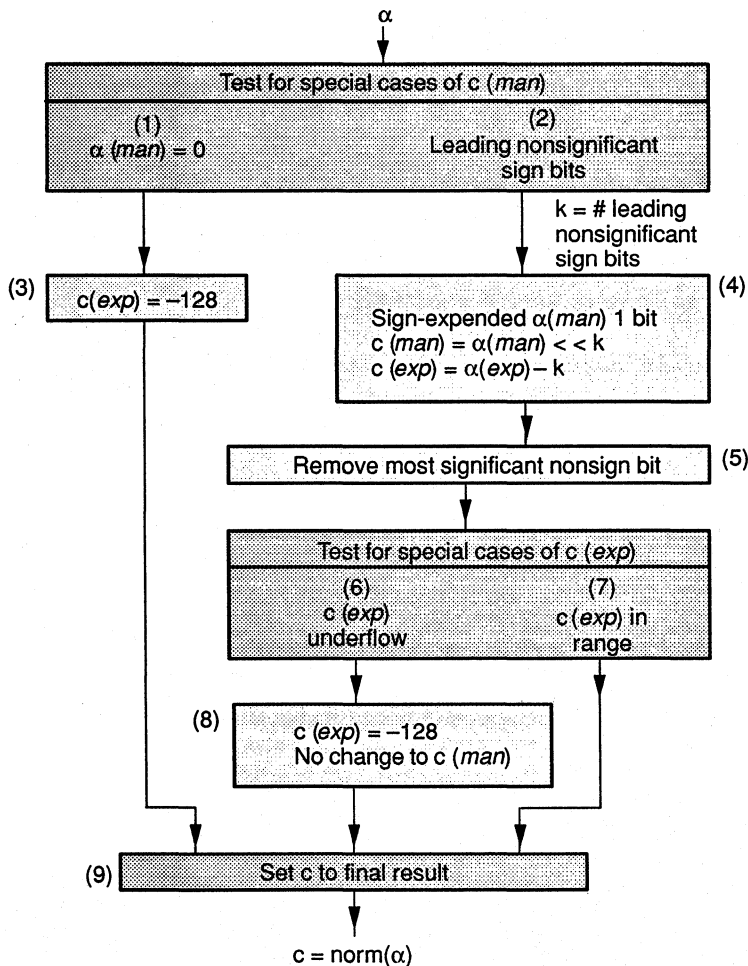 α
Test for special cases of c (man)
(1)
α (man) = 0
(2)
Leading nonsignificant
sign bits
k = # leading
nonsignificant
sign bits
(3)
c(exp) = –128
(4)
Sign-expended α(man) 1 bit
c (man) = α(man) < < k
c (exp) = α(exp) – k
Remove most significant nonsign bit
(5)
Test for special cases of c (exp)
(6)
c (exp)
underflow
(7)
c (exp) in
range
(8)
c (exp) = –128
No change to c (man)
(9)
Set c to final result
c = norm(α)